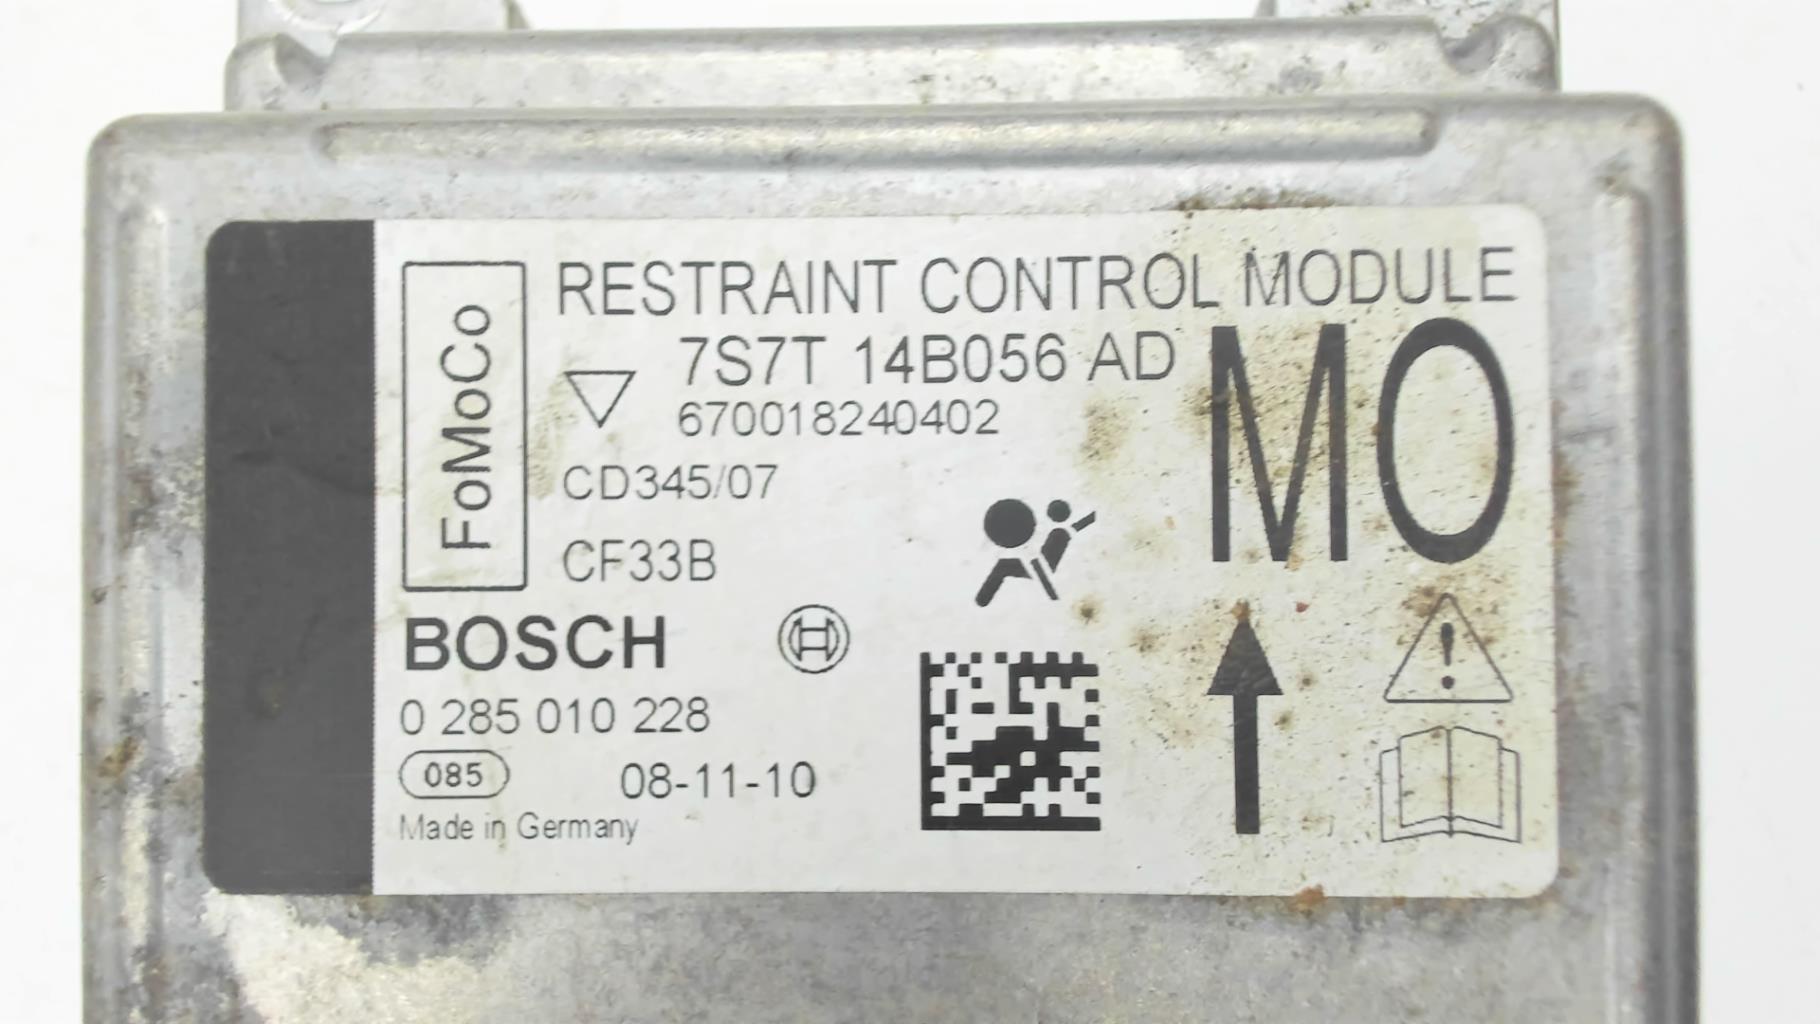 FoMoCo
RESTRAINT CONTROL MODULE
7S7T 14B056 AD
670018240402
MO
CD345/07
CF33B
BOSCH
0 285 010 228
085
08-11-10
Made in Germany